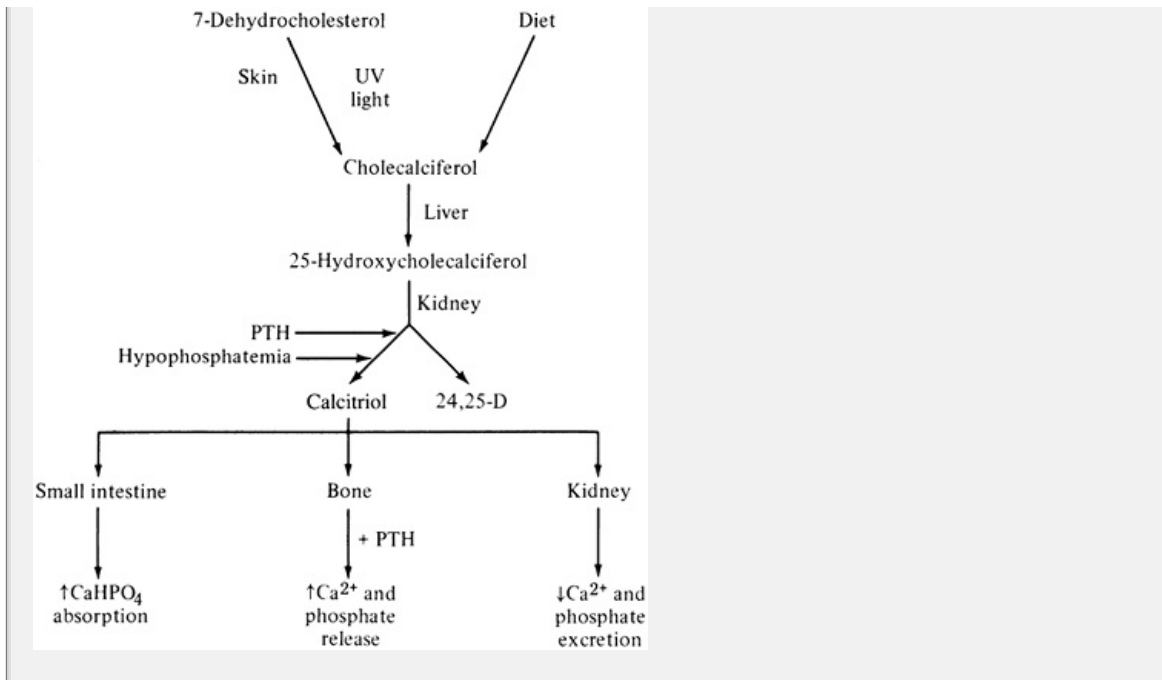 7-Dehydrocholesterol
Diet
Skin
UV
light
Cholecalciferol
Liver
25-Hydroxycholecalciferol
Kidney
PTH
Hypophosphatemia
Calcitriol
24,25-D
Small intestine
Bone
Kidney
+ PTH
↑CaHPO₄
absorption
↑Ca²⁺ and
phosphate
release
↓Ca²⁺ and
phosphate
excretion